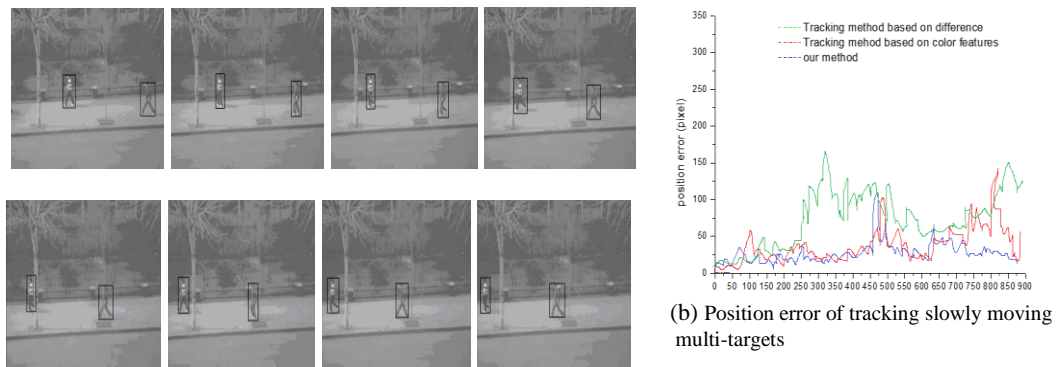 350
300
250
200
150
100
50
0
position error (pixel)
Tracking method based on difference
Tracking mehod based on color features
our method
0 50 100 150 200 250 300 350 400 450 500 550 600 650 700 750 800 850 900
(b) Position error of tracking slowly moving
multi-targets